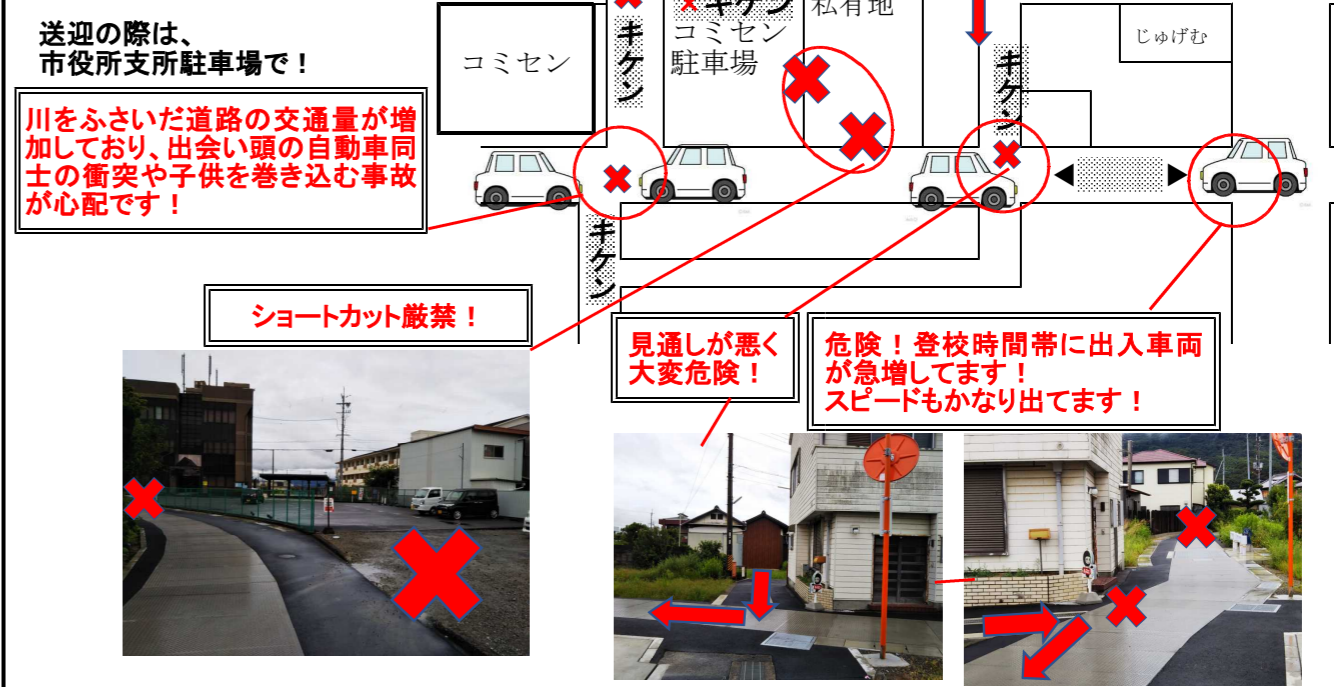 送迎の際は、
市役所支所駐車場で！
川をふさいだ道路の交通量が増
加しており、出会い頭の自動車同
士の衝突や子供を巻き込む事故
が心配です！
コミセン
キケン
キケン
コミセン
駐車場
私有地
キケン
じゅげむ
キケン
ショートカット厳禁！
見通しが悪く
大変危険！
危険！登校時間帯に出入車両
が急増してます！
スピードもかなり出てます！